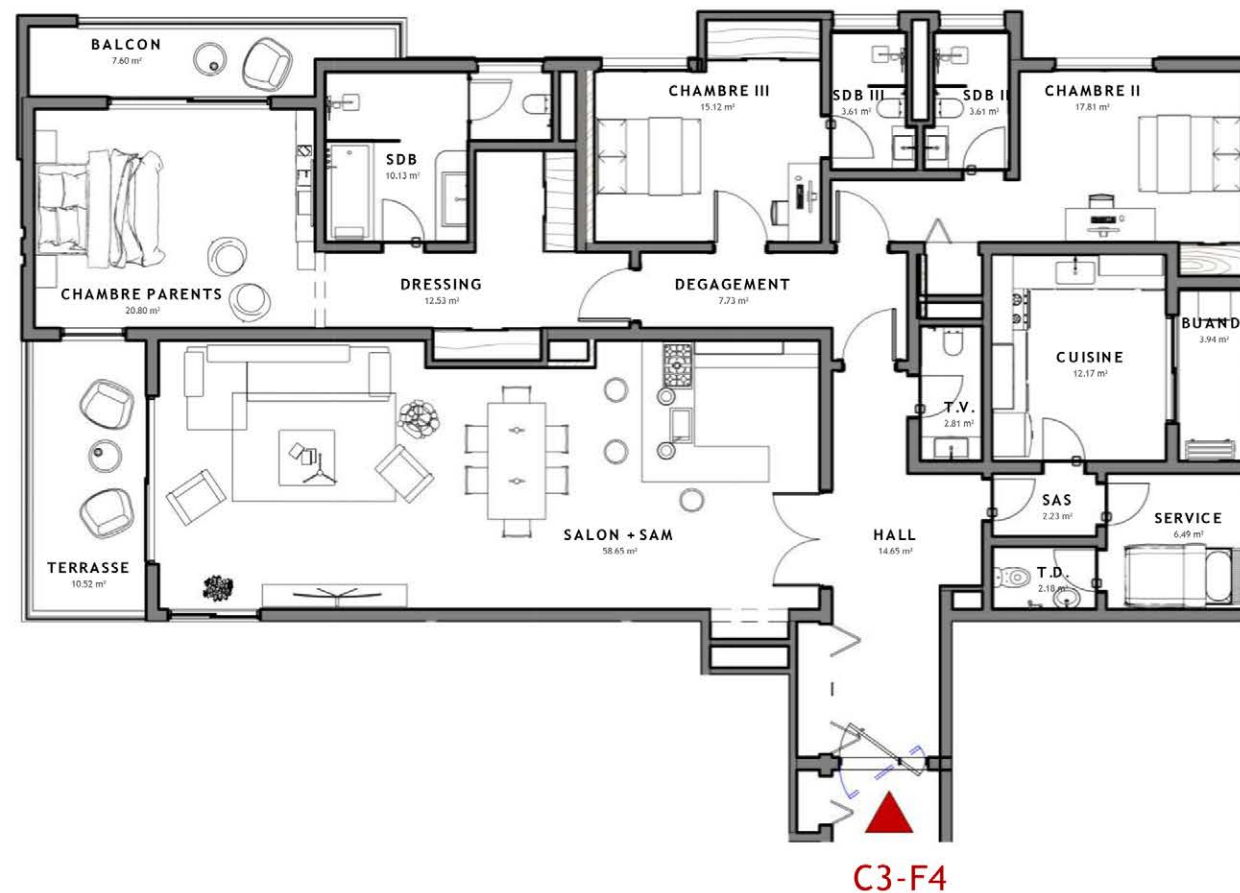 BALCON
7.60 m²
CHAMBRE III
15.12 m²
SDB III
3.61 m²
SDB II
3.61 m²
CHAMBRE II
17.81 m²
SDB
10.13 m²
CHAMBRE PARENTS
20.80 m²
DRESSING
12.53 m²
DEGAGEMENT
7.73 m²
BUAND
3.94 m²
CUISINE
12.17 m²
T.V.
2.81 m²
SAS
2.23 m²
SERVICE
6.49 m²
SALON + SAM
58.65 m²
HALL
14.65 m²
TERRASSE
10.52 m²
T.D.
2.18 m²
C3-F4